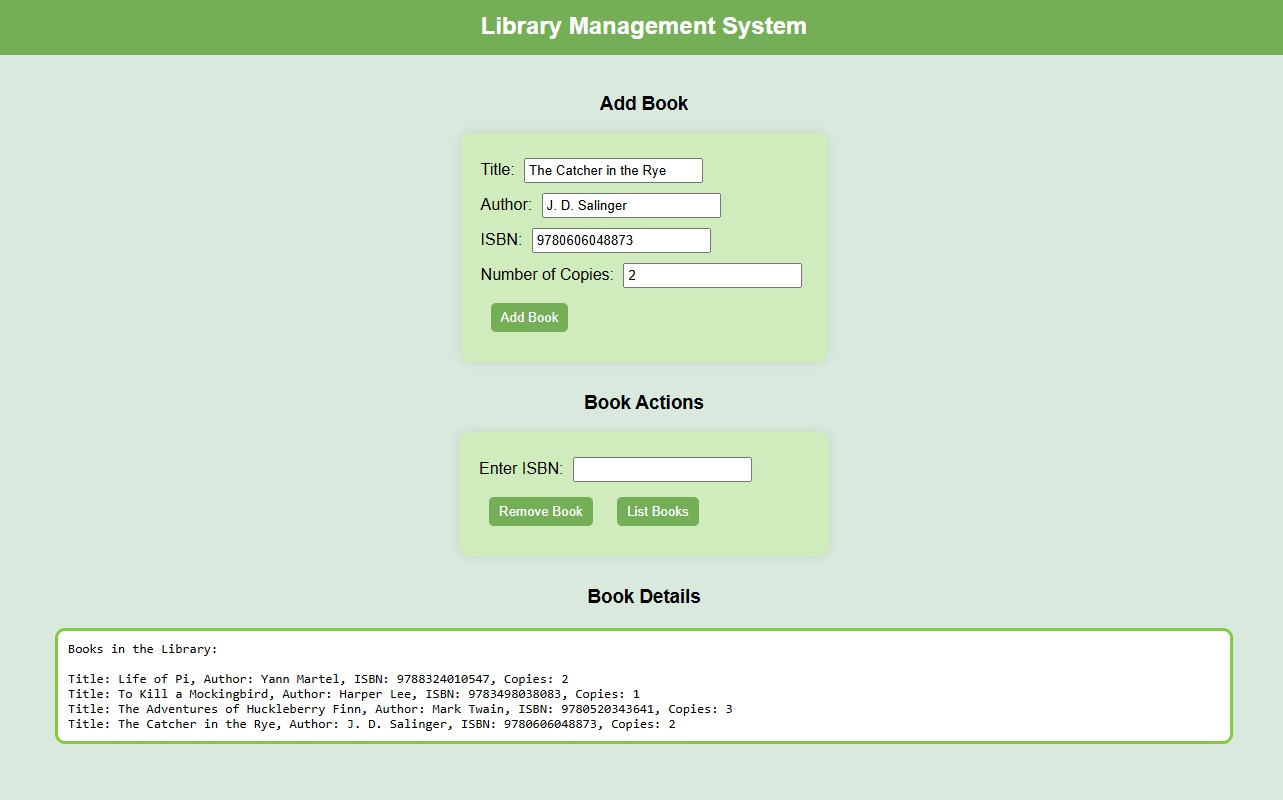 Library Management System
Add Book
Title: The Catcher in the Rye
Author: J. D. Salinger
ISBN: 9780606048873
Number of Copies: 2
Add Book
Book Actions
Enter ISBN:
Remove Book List Books
Book Details
Books in the Library:
Title: Life of Pi, Author: Yann Martel, ISBN: 9788324010547, Copies: 2
Title: To Kill a Mockingbird, Author: Harper Lee, ISBN: 9783498038083, Copies: 1
Title: The Adventures of Huckleberry Finn, Author: Mark Twain, ISBN: 9780520343641, Copies: 3
Title: The Catcher in the Rye, Author: J. D. Salinger, ISBN: 9780606048873, Copies: 2